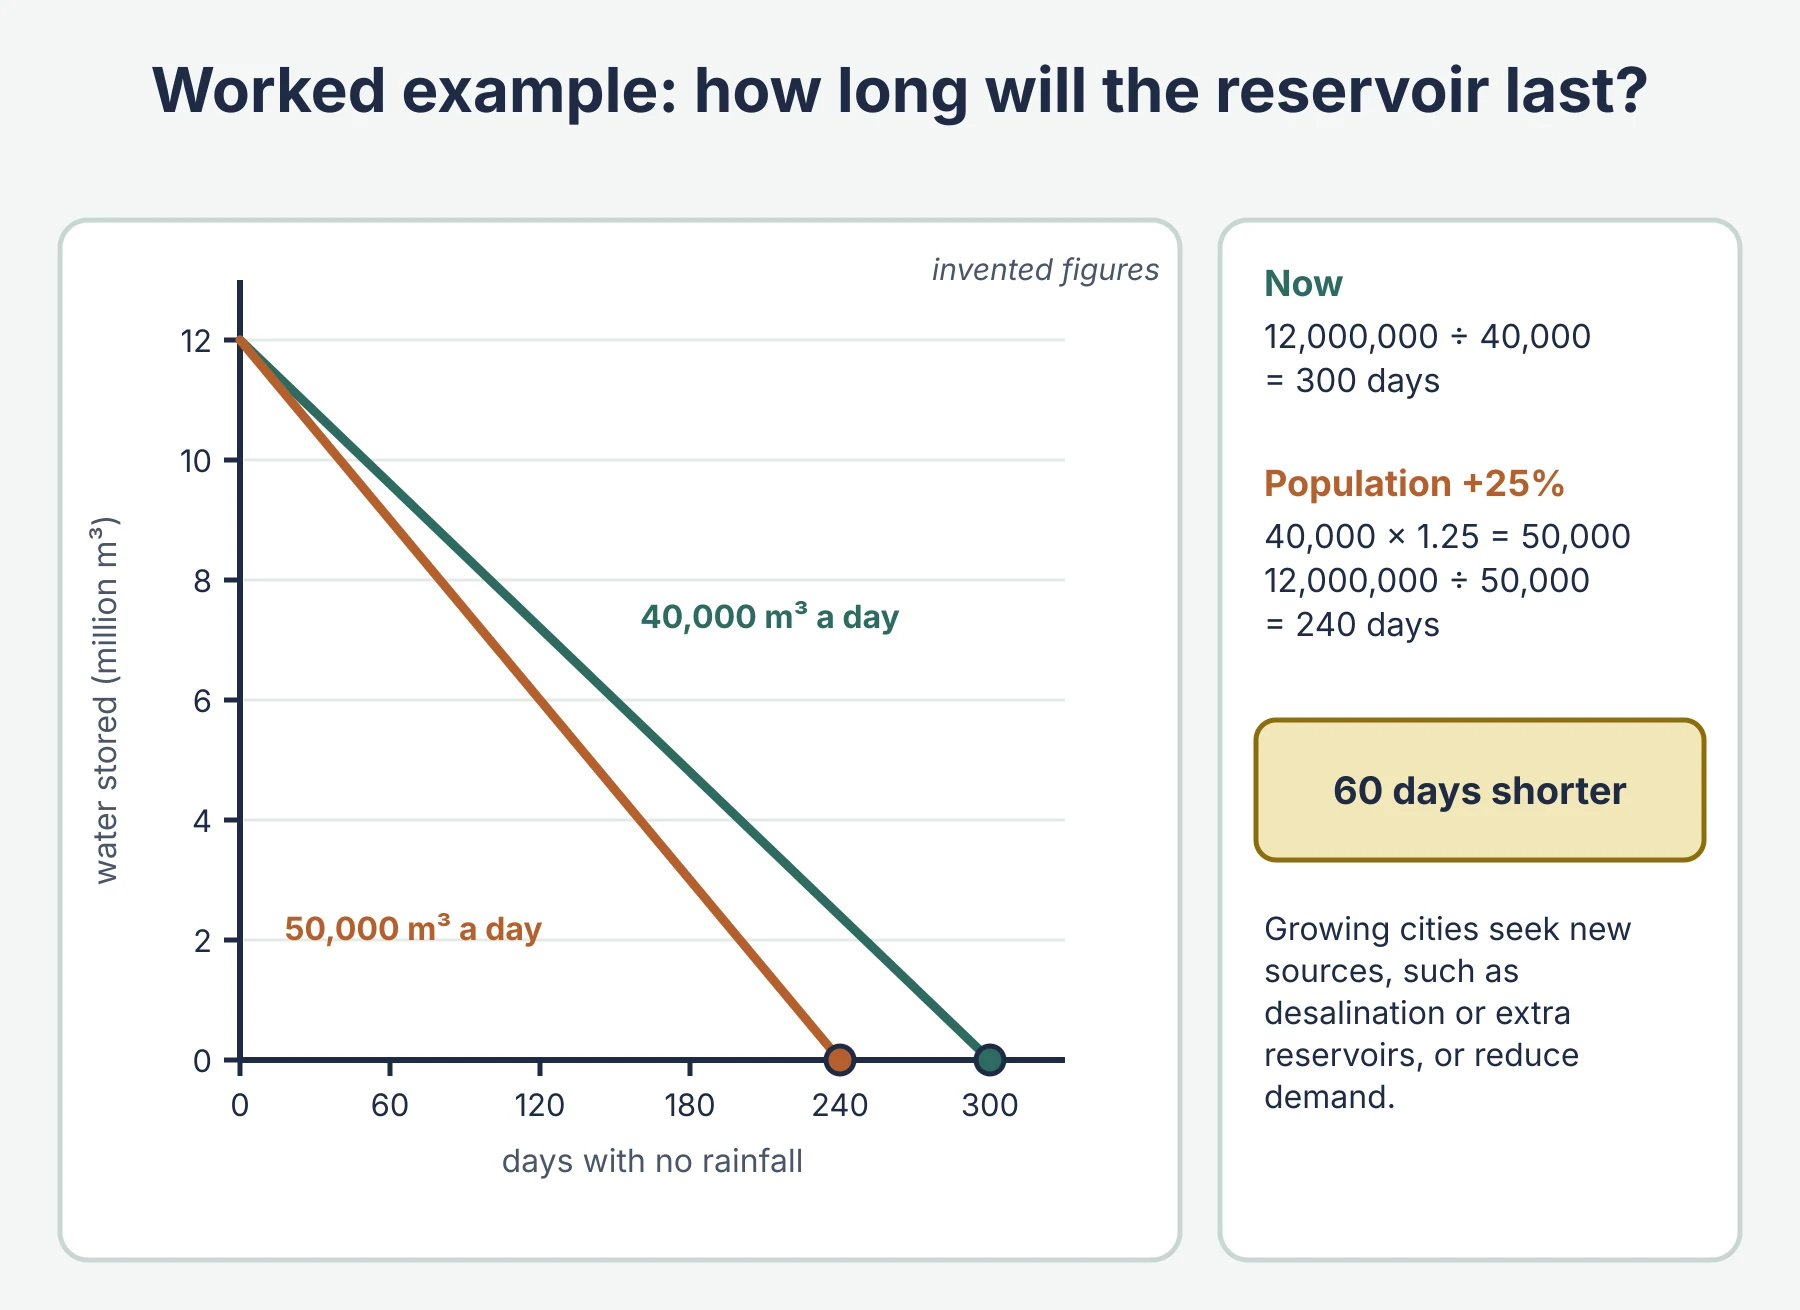 Worked example: how long will the reservoir last?
invented figures
water stored (million m³)
12
10
8
6
4
2
0
40,000 m³ a day
50,000 m³ a day
0
60
120
180
240
300
days with no rainfall
Now
12,000,000 ÷ 40,000
= 300 days
Population +25%
40,000 × 1.25 = 50,000
12,000,000 ÷ 50,000
= 240 days
60 days shorter
Growing cities seek new
sources, such as
desalination or extra
reservoirs, or reduce
demand.